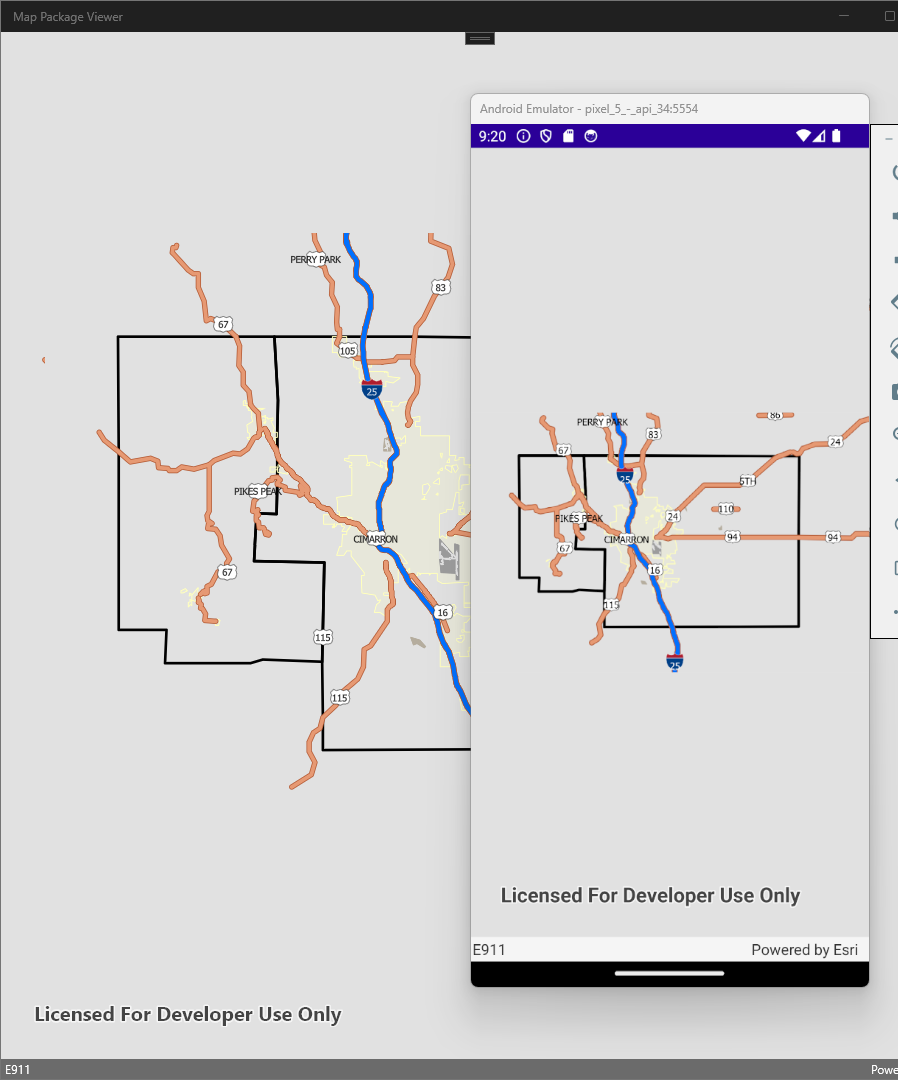 Map Package Viewer
PERRY PARK
83
67
105
25
PIKES PEAK
CIMARRON
67
16
115
115
Licensed For Developer Use Only
E911
Powe
Android Emulator - pixel_5_-_api_34:5554
9:20
86
PERRY PARK
83
24
67
25
5TH
110
24
PIKES PEAK
94
94
CIMARRON
67
16
115
25
Licensed For Developer Use Only
E911
Powered by Esri